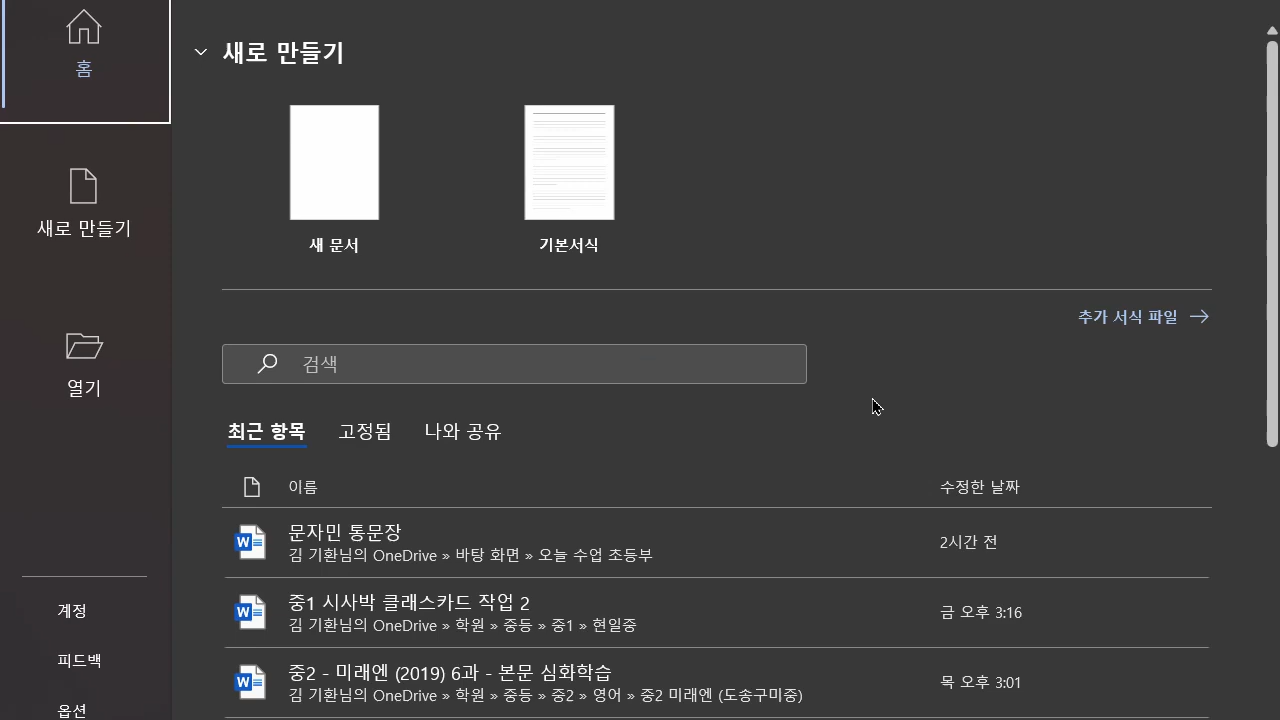 홈
새로 만들기
열기
계정
피드백
옵션
새로 만들기
새 문서
기본서식
추가 서식 파일
검색
최근 항목 고정됨 나와 공유
이름 수정한 날짜
문자민 통문장
김 기환님의 OneDrive » 바탕 화면 » 오늘 수업 초등부
2시간 전
중1 시사박 클래스카드 작업 2
김 기환님의 OneDrive » 학원 » 중등 » 중1 » 현일중
금 오후 3:16
중2 - 미래엔 (2019) 6과 - 본문 심화학습
김 기환님의 OneDrive » 학원 » 중등 » 중2 » 영어 » 중2 미래엔 (도송구미중)
목 오후 3:01